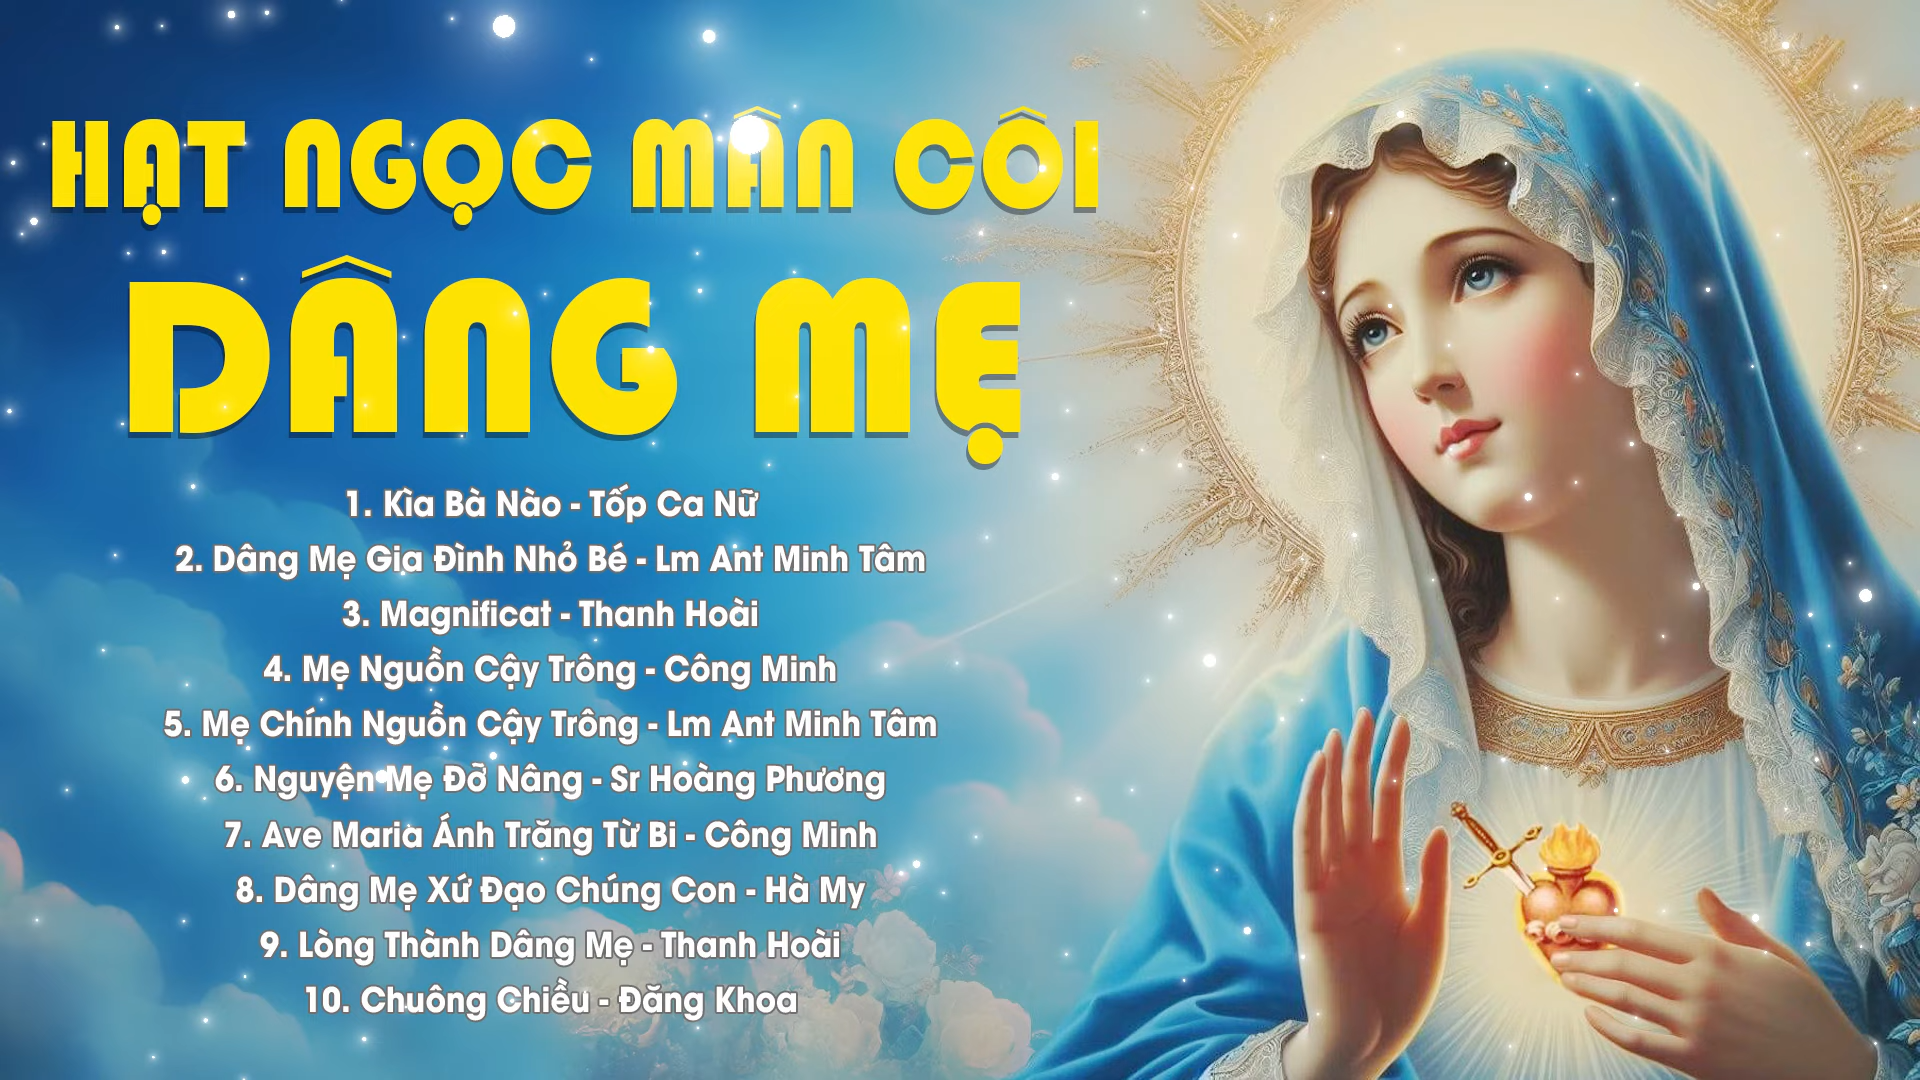 HẠT NGỌC MÂN CÔI
DÂNG MẸ
1. Kìa Bà Nào - Tốp Ca Nữ
2. Dâng Mẹ Gia Đình Nhỏ Bé - Lm Ant Minh Tâm
3. Magnificat - Thanh Hoài
4. Mẹ Nguồn Cậy Trông - Công Minh
5. Mẹ Chính Nguồn Cậy Trông - Lm Ant Minh Tâm
6. Nguyện Mẹ Đỡ Nâng - Sr Hoàng Phương
7. Ave Maria Ánh Trăng Từ Bi - Công Minh
8. Dâng Mẹ Xứ Đạo Chúng Con - Hà My
9. Lòng Thành Dâng Mẹ - Thanh Hoài
10. Chuông Chiều - Đăng Khoa